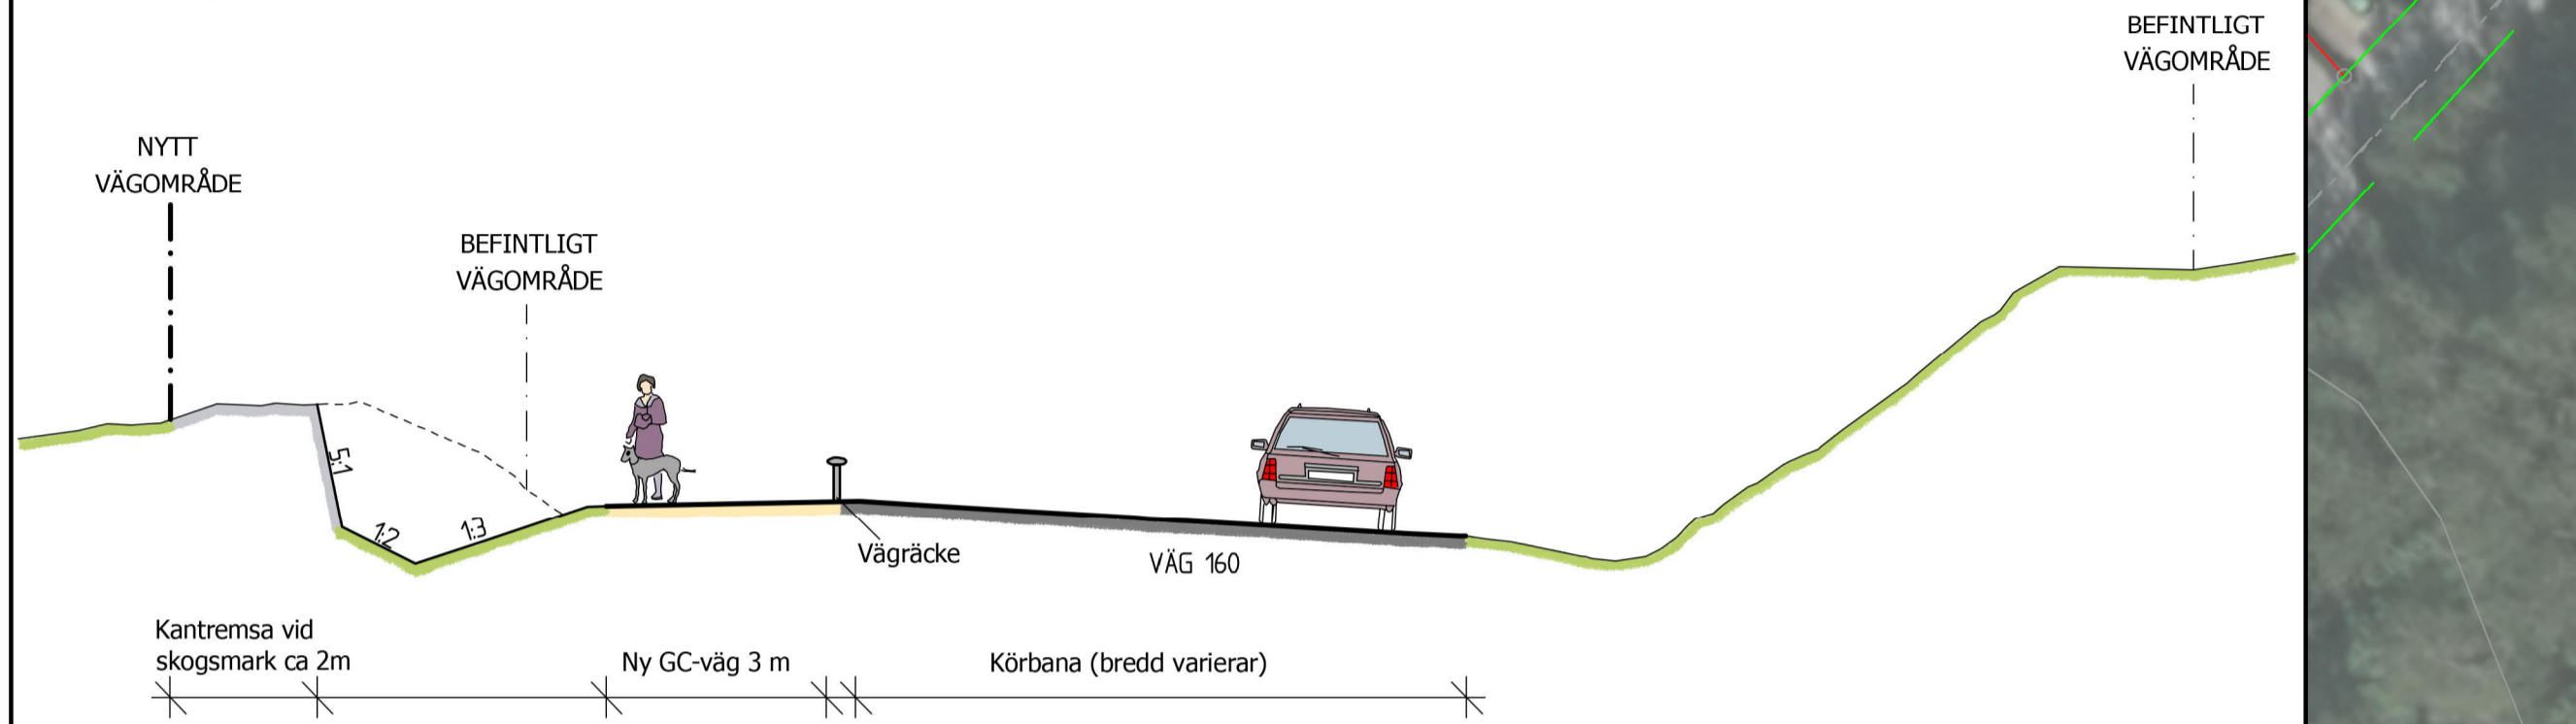 BEFINTLIGT
VÄGOMRÅDE
NYTT
VÄGOMRÅDE
BEFINTLIGT
VÄGOMRÅDE
5:1
1:2
1:3
Vägräcke
VÄG 160
Kantremsa vid
skogsmark ca 2m
Ny GC-väg 3 m
Körbana (bredd varierar)